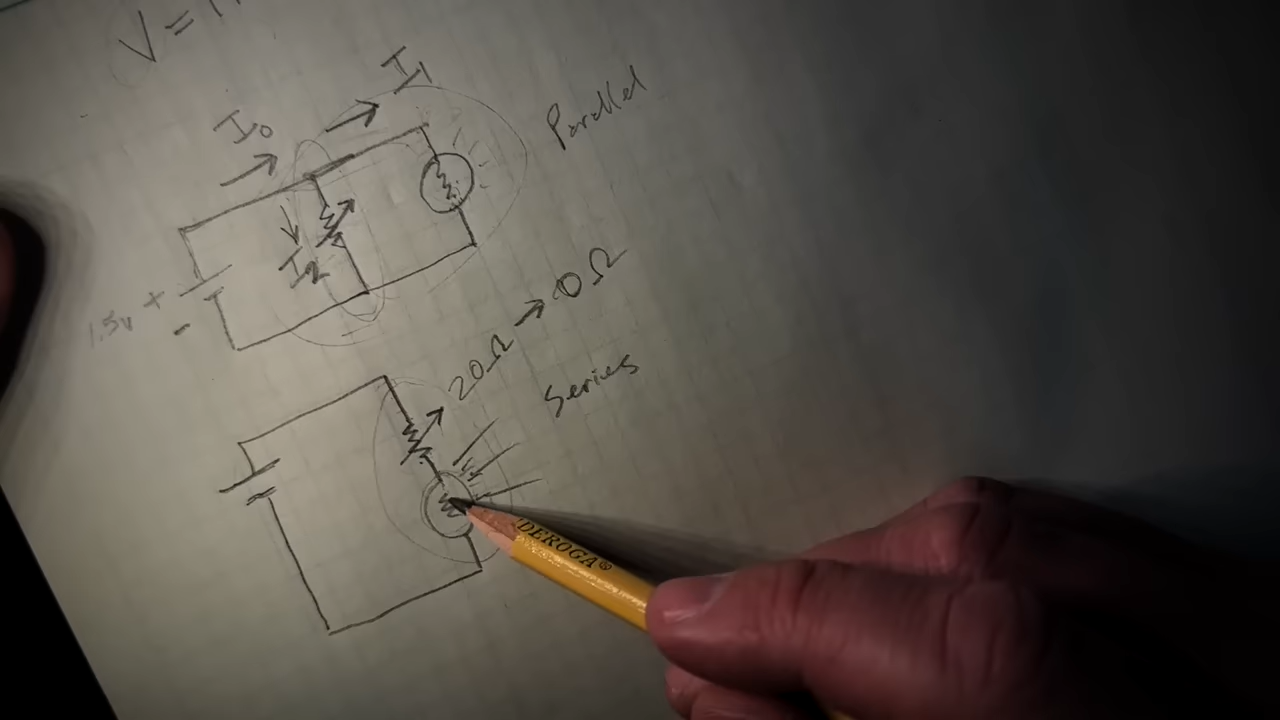 V = I
I₁
I₀
Parallel
I₂
1.5v + -
20Ω → 0Ω
Series
DEROGA®